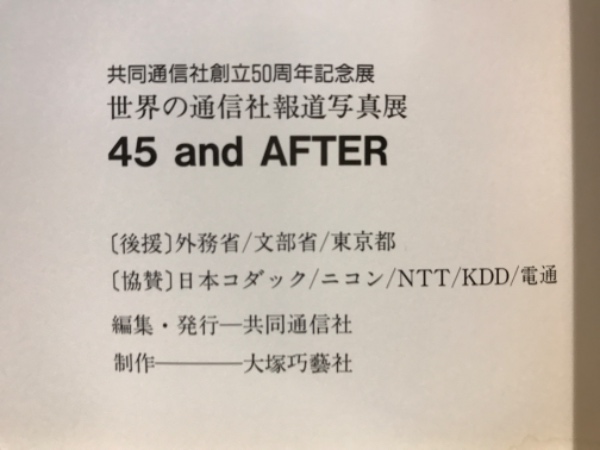 共同通信社創立50周年記念展
世界の通信社報道写真展
45 and AFTER
〔後援〕外務省/文部省/東京都
〔協賛〕日本コダック/ニコン/NTT/KDD/電通
編集・発行―共同通信社
制作――――大塚巧藝社